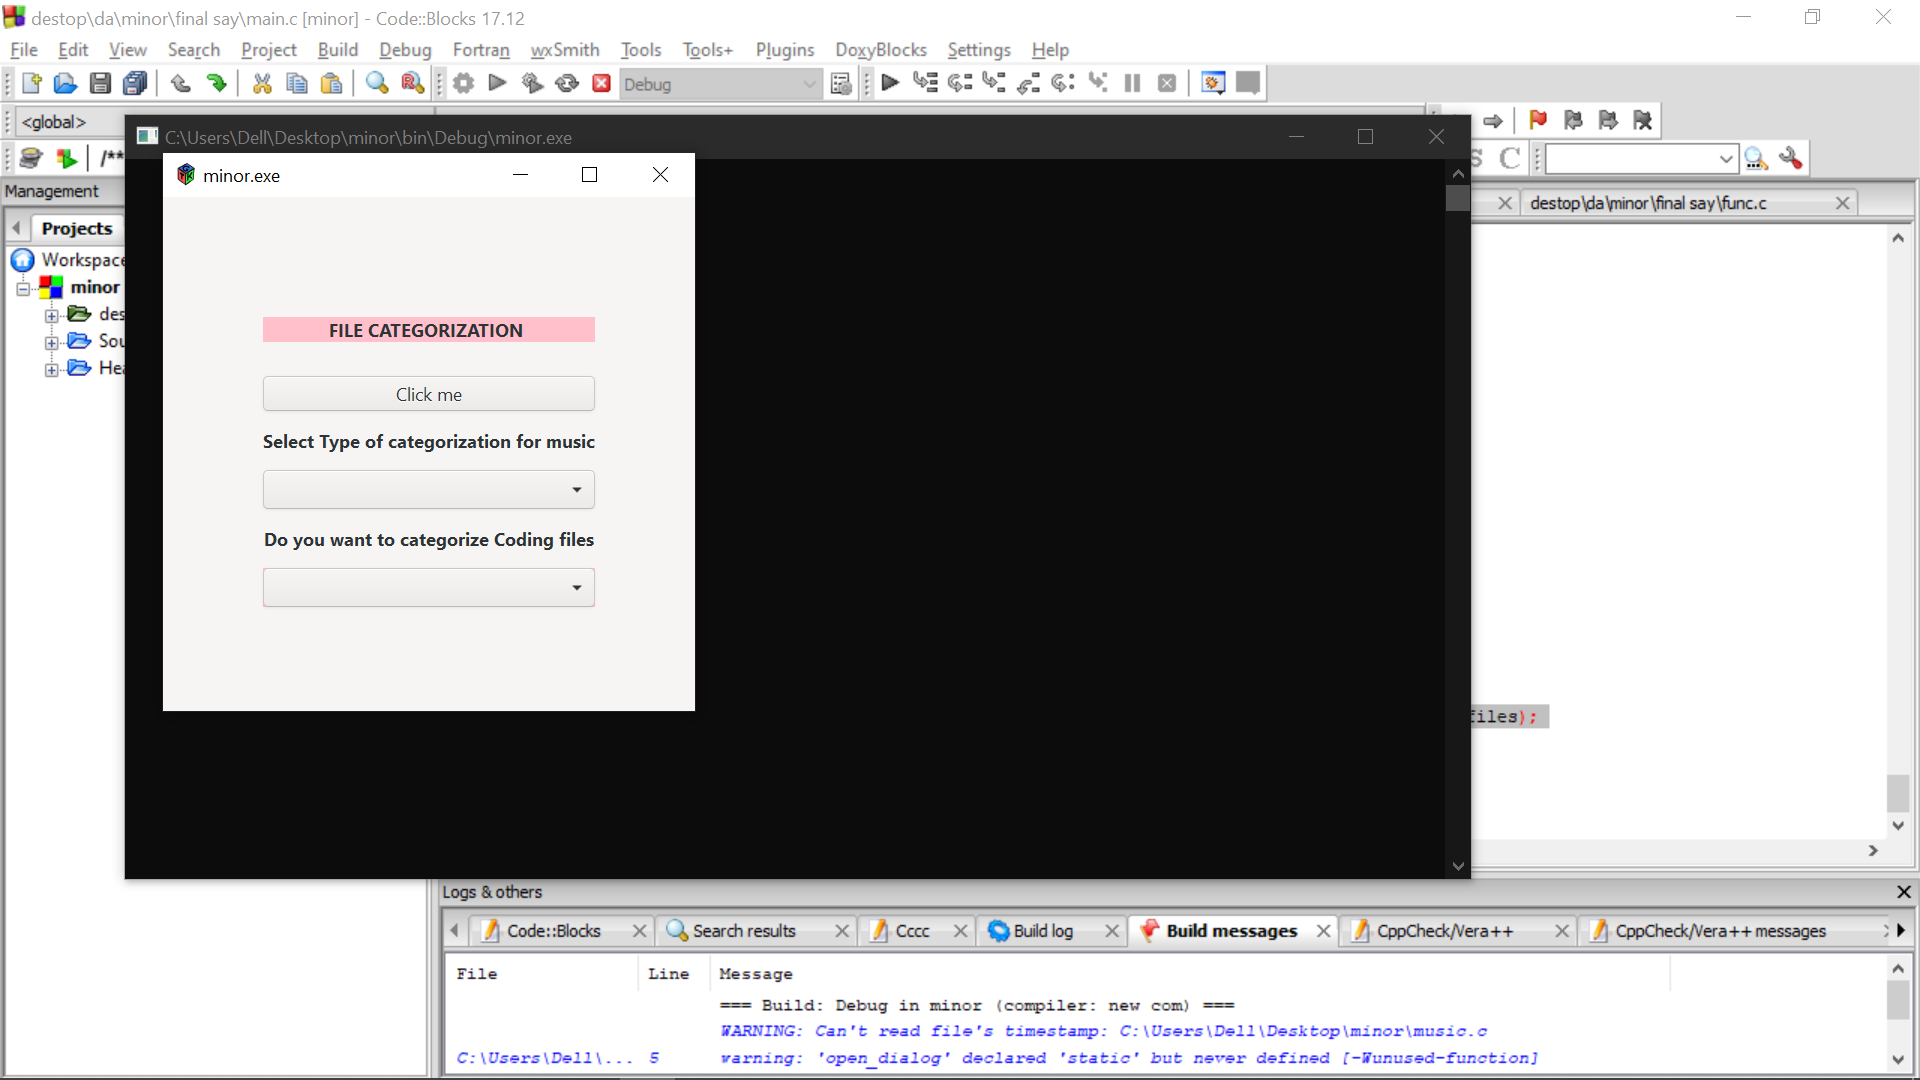 destop\da\minor\final say\main.c [minor] - Code::Blocks 17.12
File Edit View Search Project Build Debug Fortran wxSmith Tools Tools+ Plugins DoxyBlocks Settings Help
Debug
<global>
C:\Users\Dell\Desktop\minor\bin\Debug\minor.exe
/**
S C
minor.exe
Management
destop\da\minor\final say\func.c
Projects
Workspace
minor
des
Sou
Hea
FILE CATEGORIZATION
Click me
Select Type of categorization for music
Do you want to categorize Coding files
files);
Logs & others
Code::Blocks Search results Cccc Build log Build messages CppCheck/Vera++ CppCheck/Vera++ messages
File Line Message
=== Build: Debug in minor (compiler: new com) ===
WARNING: Can't read file's timestamp: C:\Users\Dell\Desktop\minor\music.c
C:\Users\Dell\... 5 warning: 'open_dialog' declared 'static' but never defined [-Wunused-function]